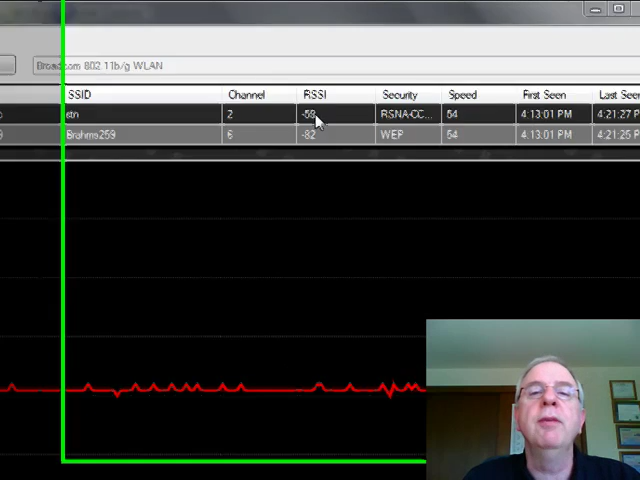 Broadcom 802.11b/g WLAN
SSID Channel RSSI Security Speed First Seen Last Seen
stn 2 RSNA-CC... 54 4:13:01 PM 4:21:27 P
Brahms259 6 -82 WEP 54 4:13:01 PM 4:21:25 P